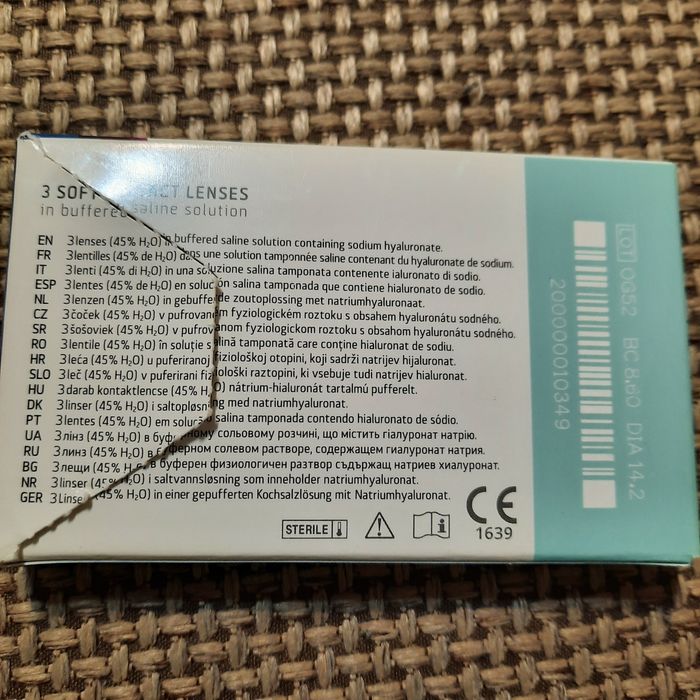 3 SOFT CONTACT LENSES
in buffered saline solution
EN 3 lenses (45% H₂O) in buffered saline solution containing sodium hyaluronate.
FR 3 lentilles (45% de H₂O) dans une solution tamponnée saline contenant du hyaluronate de sodium.
IT 3 lenti (45% di H₂O) in una soluzione salina tamponata contenente ialuronato di sodio.
ESP 3 lentes (45% de H₂O) en solución salina tamponada que contiene hialuronato de sodio.
NL 3 lenzen (45% H₂O) in gebufferde zoutoplossing met natriumhyaluronaat.
CZ 3 čoček (45% H₂O) v pufrovaném fyziologickém roztoku s obsahem hyaluronátu sodného.
SR 3 šošoviek (45% H₂O) v pufrovanom fyziologickom roztoku s obsahom hyaluronátu sodného.
RO 3 lentile (45% H₂O) în soluție salină tamponată care conține hialuronat de sodiu.
HR 3 leća (45% H₂O) u puferiranoj fiziološkoj otopini, koji sadrži natrijev hijaluronat.
SLO 3 leč (45% H₂O) v puferirani fiziološki raztopini, ki vsebuje tudi natrijev hialuronat.
HU 3 darab kontaktlencse (45% H₂O) nátrium-hialuronát tartalmú pufferelt.
DK 3 linser (45% H₂O) i saltopløsning med natriumhyaluronat.
PT 3 lentes (45% H₂O) em solução salina tamponada contendo hialuronato de sódio.
UA 3 лінз (45% H₂O) в буферному сольовому розчині, що містить гіалуронат натрію.
RU 3 линз (45% H₂O) в буферном солевом растворе, содержащем гиалуронат натрия.
BG 3 лещи (45% H₂O) в буферен физиологичен разтвор съдържащ натриев хиалуронат.
NR 3 linser (45% H₂O) i saltvannsløsning som inneholder natriumhyaluronat.
GER 3 Linsen (45% H₂O) in einer gepufferten Kochsalzlösung mit Natriumhyaluronat.
STERILE
CE
1639
LOT OG52 BC 8.60 DIA 14.2
20000010349